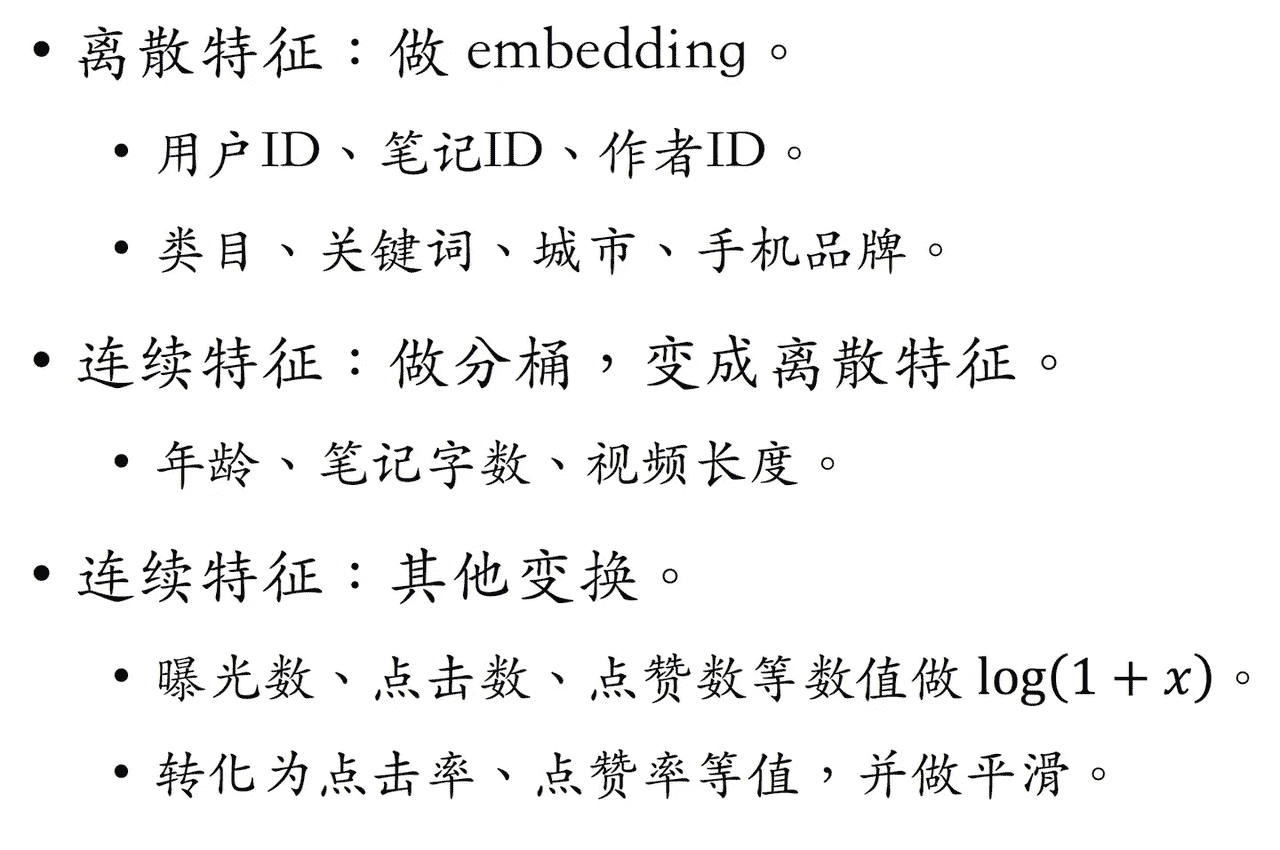 • 离散特征：做 embedding。
• 用户ID、笔记ID、作者ID。
• 类目、关键词、城市、手机品牌。
• 连续特征：做分桶，变成离散特征。
• 年龄、笔记字数、视频长度。
• 连续特征：其他变换。
• 曝光数、点击数、点赞数等数值做 log(1 + x)。
• 转化为点击率、点赞率等值，并做平滑。